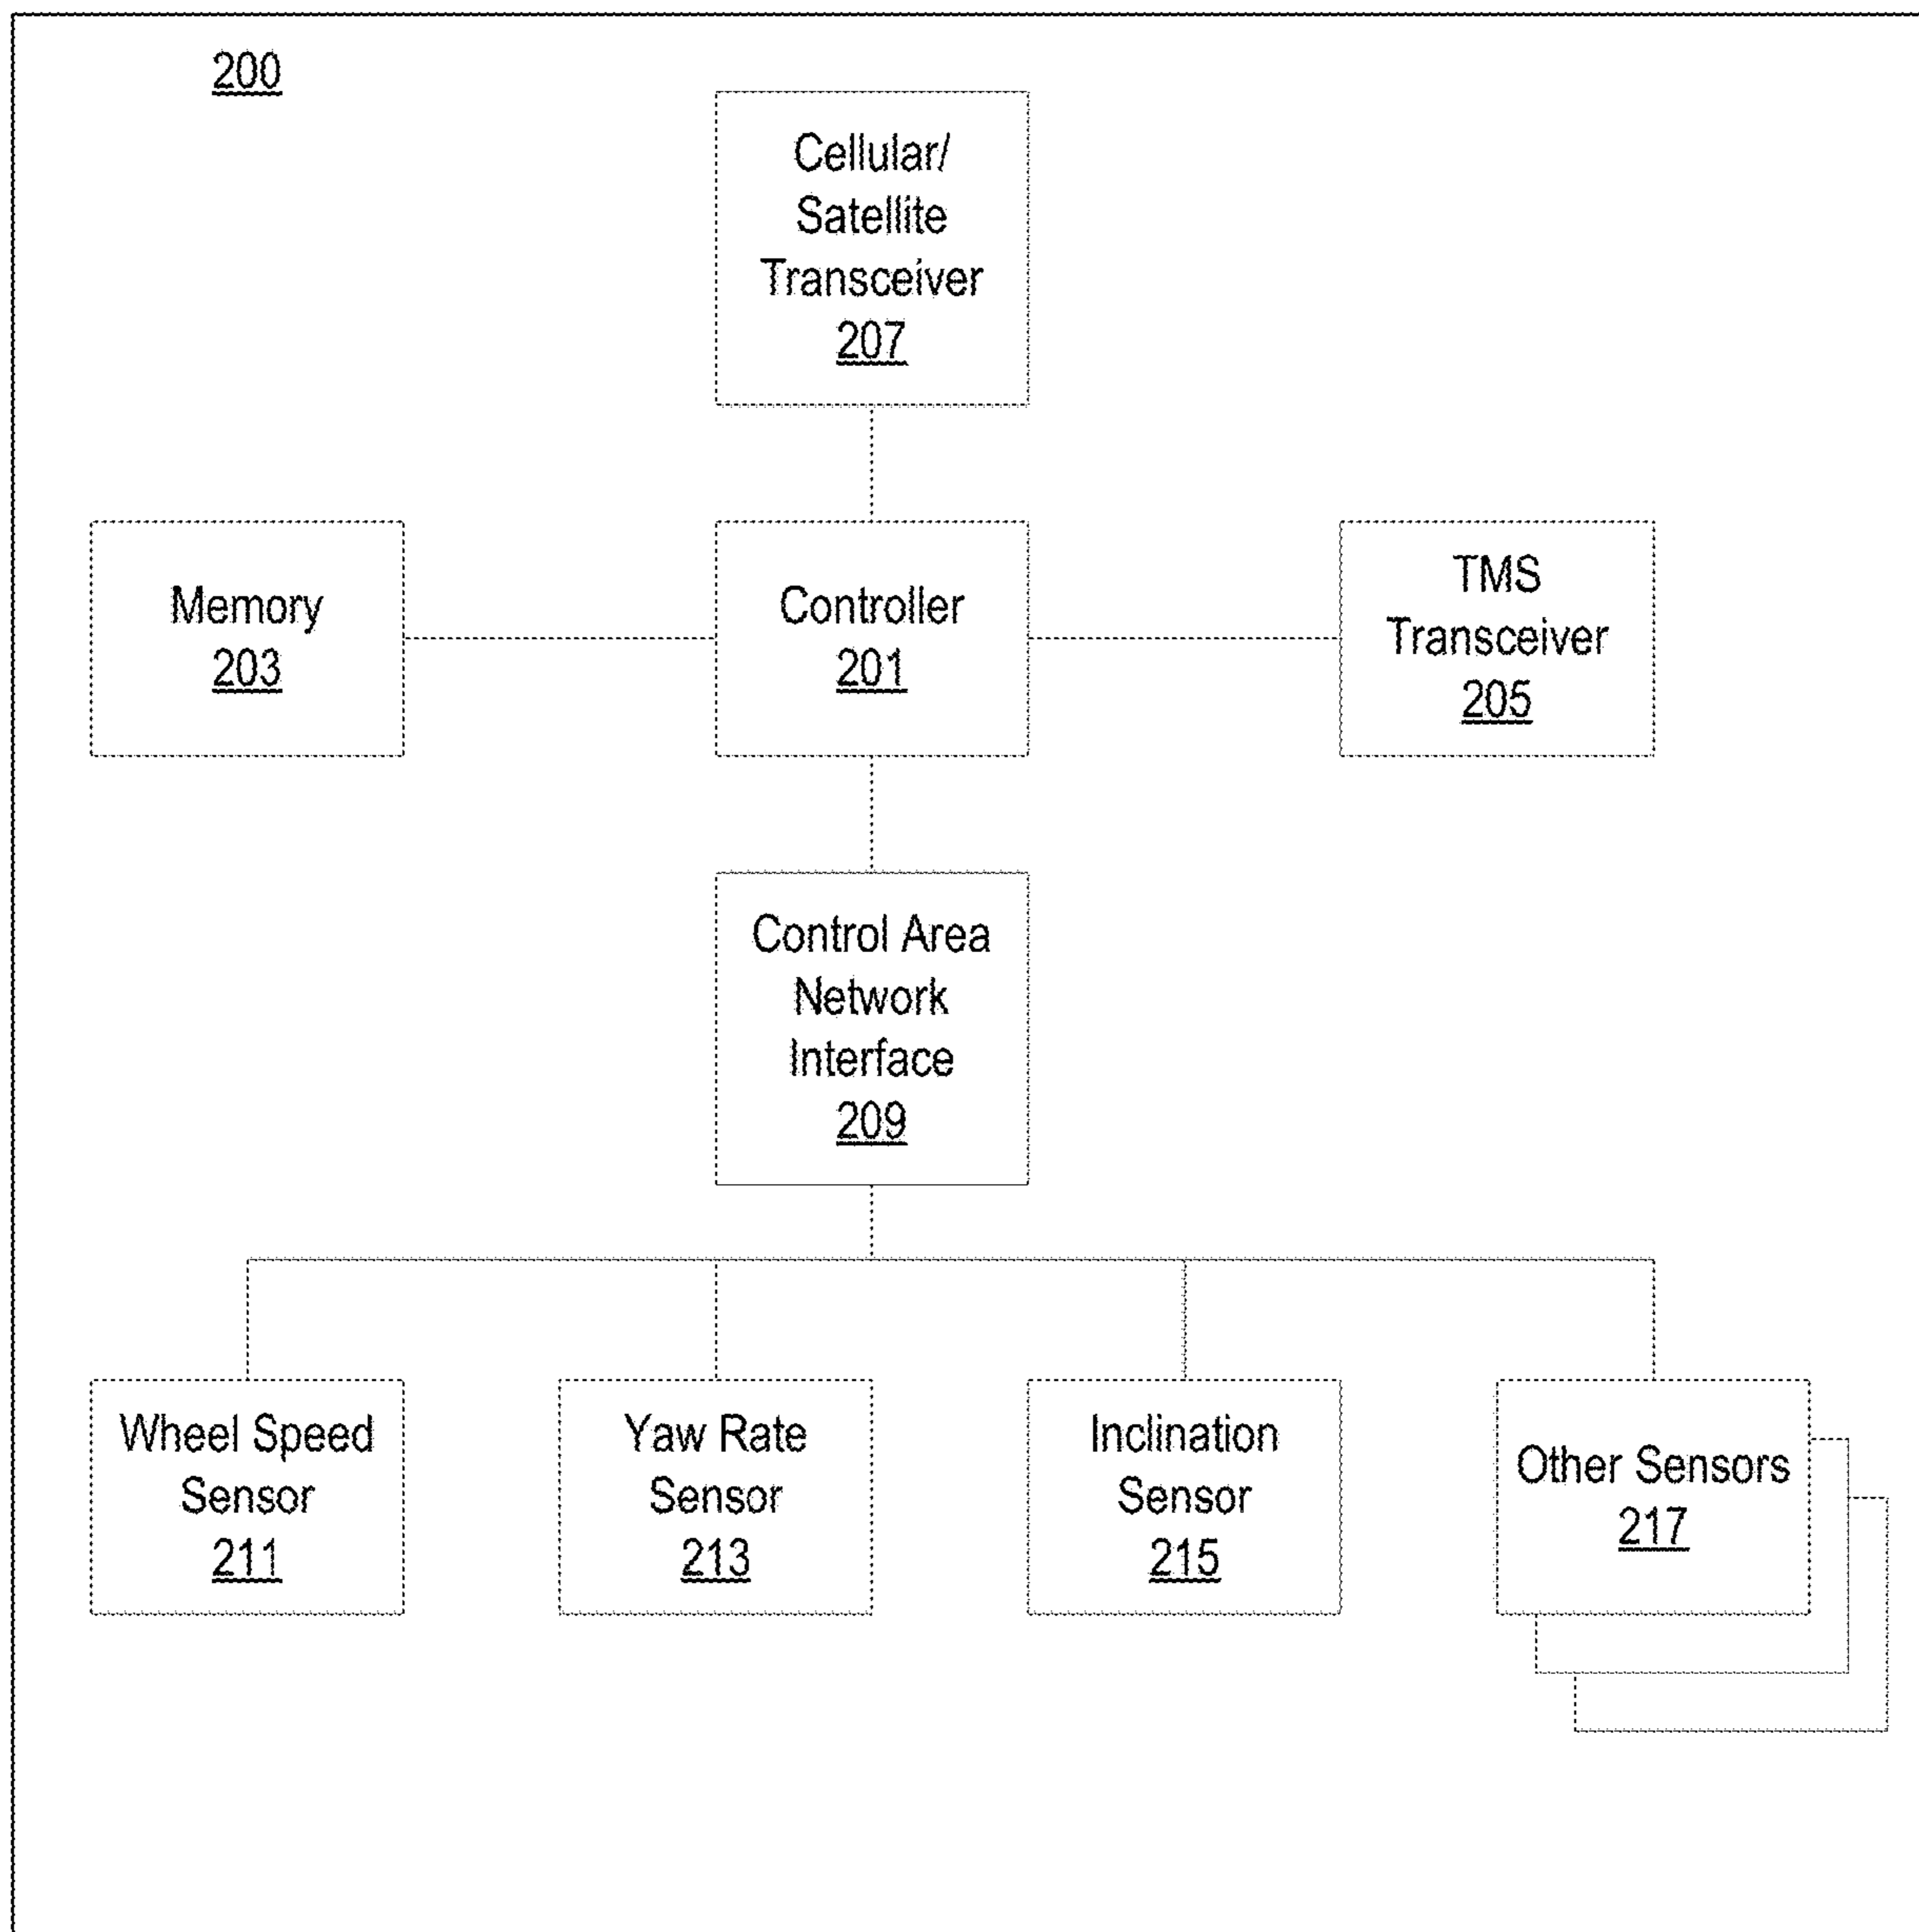 200
Cellular/
Satellite
Transceiver
207
Memory
203
Controller
201
TMS
Transceiver
205
Control Area
Network
Interface
209
Wheel Speed
Sensor
211
Yaw Rate
Sensor
213
Inclination
Sensor
215
Other Sensors
217